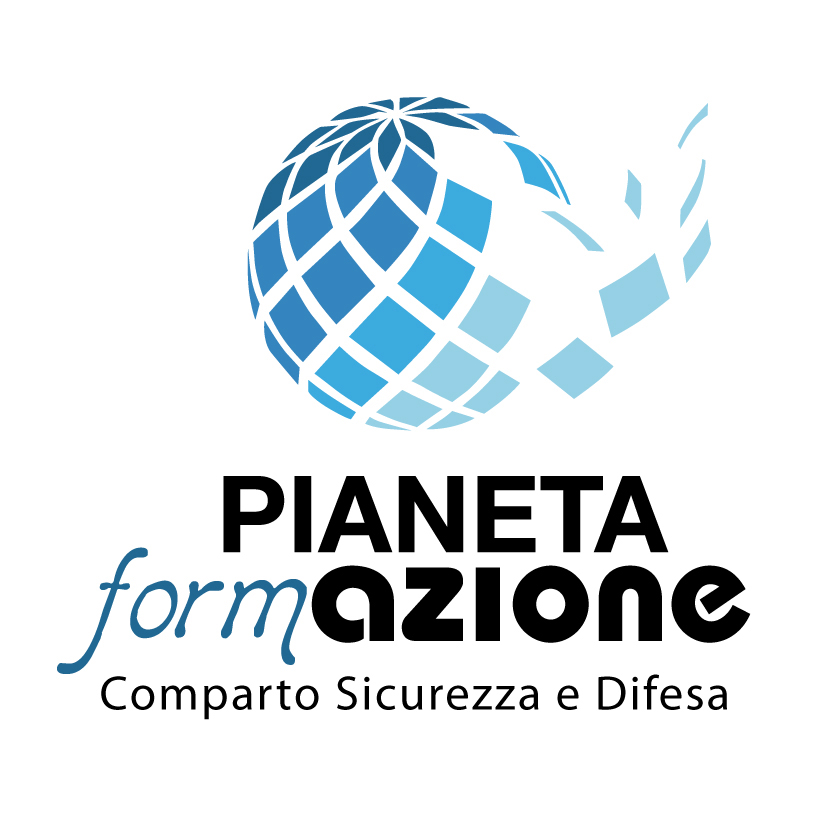 PIANETA
formazione
Comparto Sicurezza e Difesa